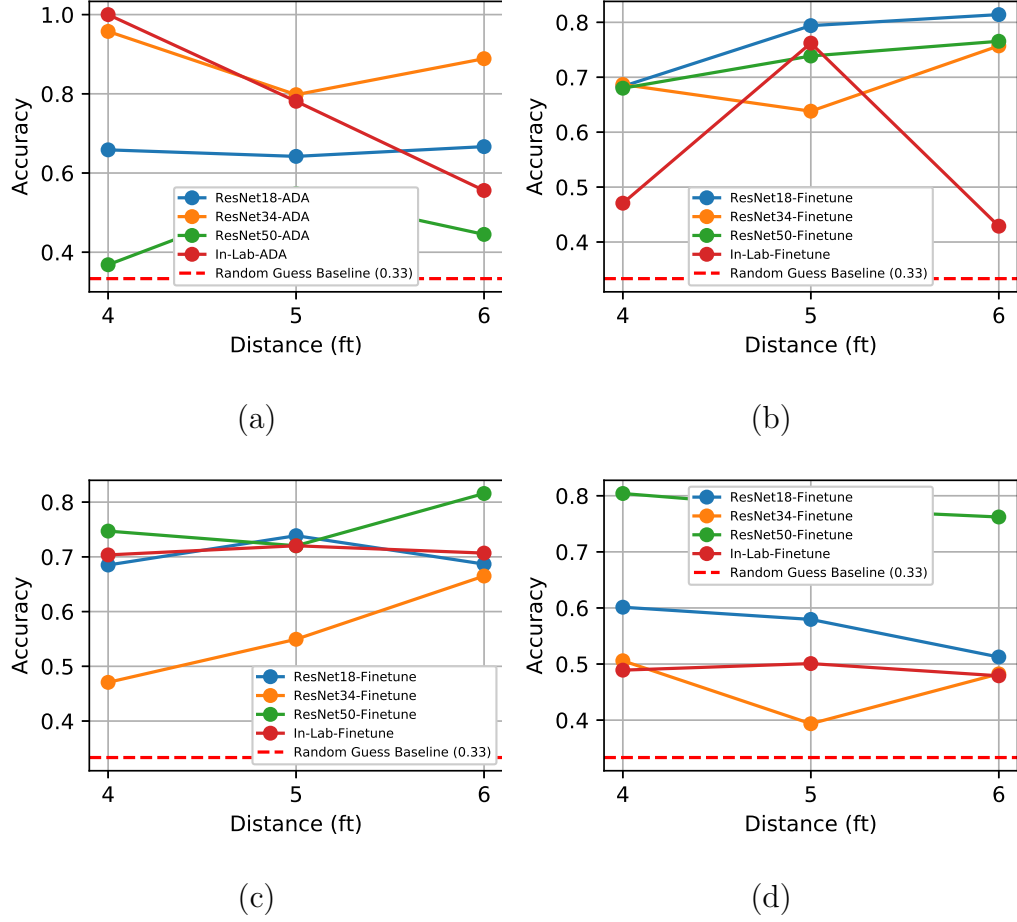 1.0
0.8
0.6
0.4
Accuracy
ResNet18-ADA
ResNet34-ADA
ResNet50-ADA
In-Lab-ADA
Random Guess Baseline (0.33)
4 5 6
Distance (ft)
(a)
0.8
0.7
0.6
0.5
0.4
Accuracy
ResNet18-Finetune
ResNet34-Finetune
ResNet50-Finetune
In-Lab-Finetune
Random Guess Baseline (0.33)
4 5 6
Distance (ft)
(b)
0.8
0.7
0.6
0.5
0.4
Accuracy
ResNet18-Finetune
ResNet34-Finetune
ResNet50-Finetune
In-Lab-Finetune
Random Guess Baseline (0.33)
4 5 6
Distance (ft)
(c)
0.8
0.7
0.6
0.5
0.4
Accuracy
ResNet18-Finetune
ResNet34-Finetune
ResNet50-Finetune
In-Lab-Finetune
Random Guess Baseline (0.33)
4 5 6
Distance (ft)
(d)